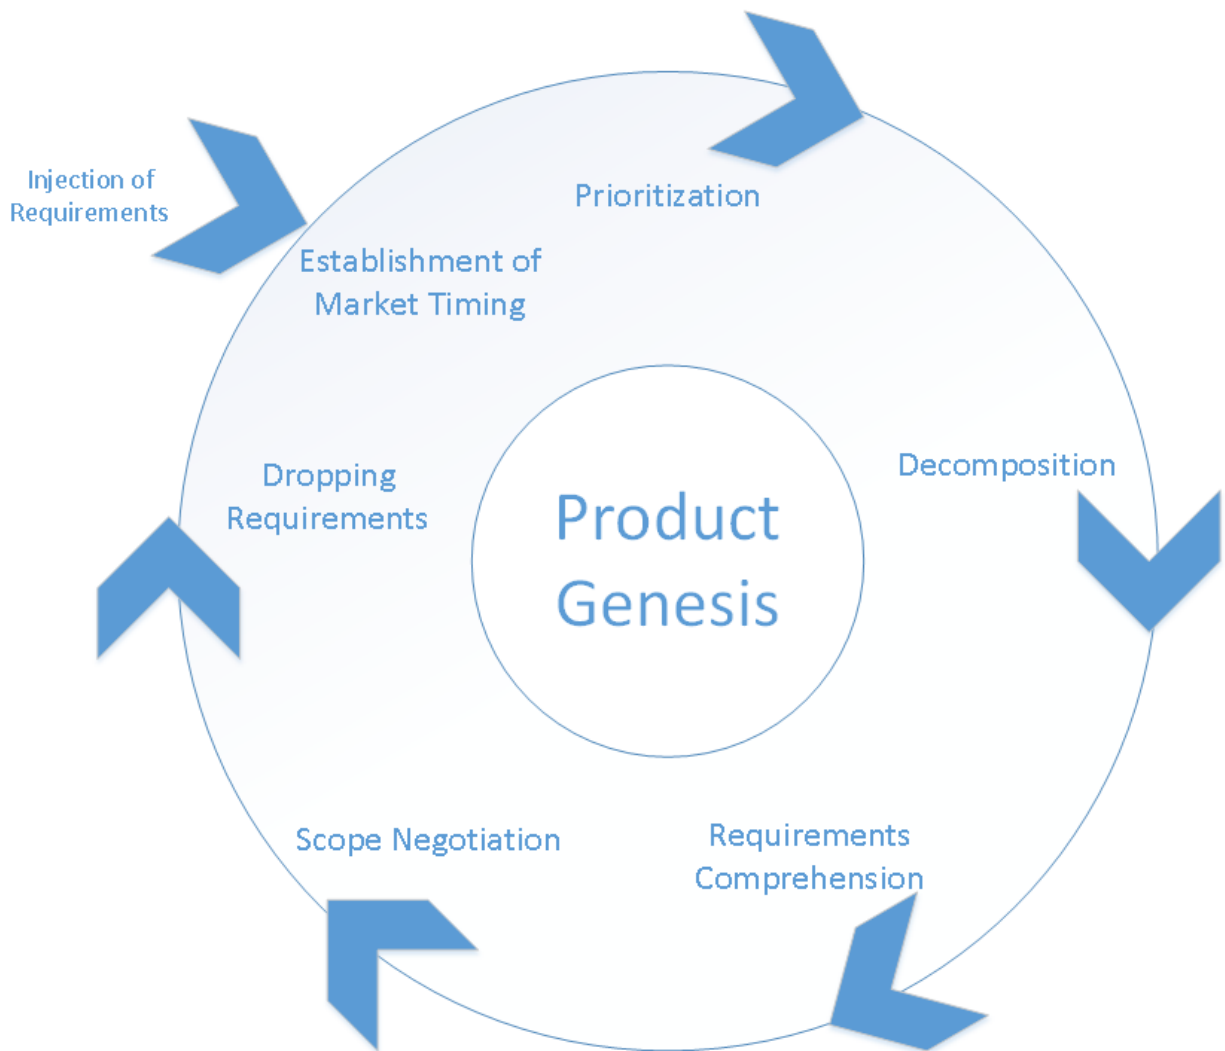 Injection of
Requirements
Prioritization
Establishment of
Market Timing
Dropping
Requirements
Decomposition
Product
Genesis
Scope Negotiation
Requirements
Comprehension